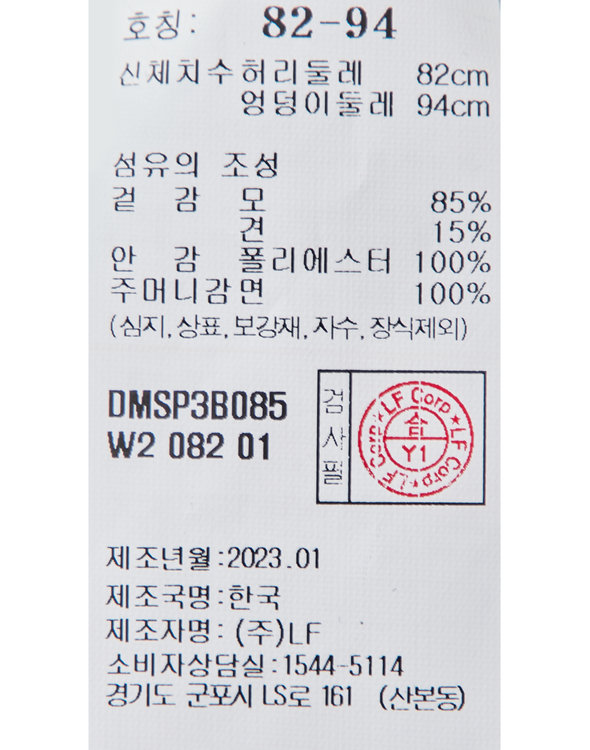 호칭: 82-94
신체치수 허리둘레 82cm
엉덩이둘레 94cm
섬유의 조성
겉 감 모 85%
견 15%
안 감 폴리에스터 100%
주머니감 면 100%
(심지, 상표, 보강재, 자수, 장식제외)
DMSP3B085
W2 082 01
검사필
LF Corp ★ LF Corp ★ LF Corp ★
合
Y1
제조년월:2023.01
제조국명:한국
제조자명: (주)LF
소비자상담실:1544-5114
경기도 군포시 LS로 161 (산본동)